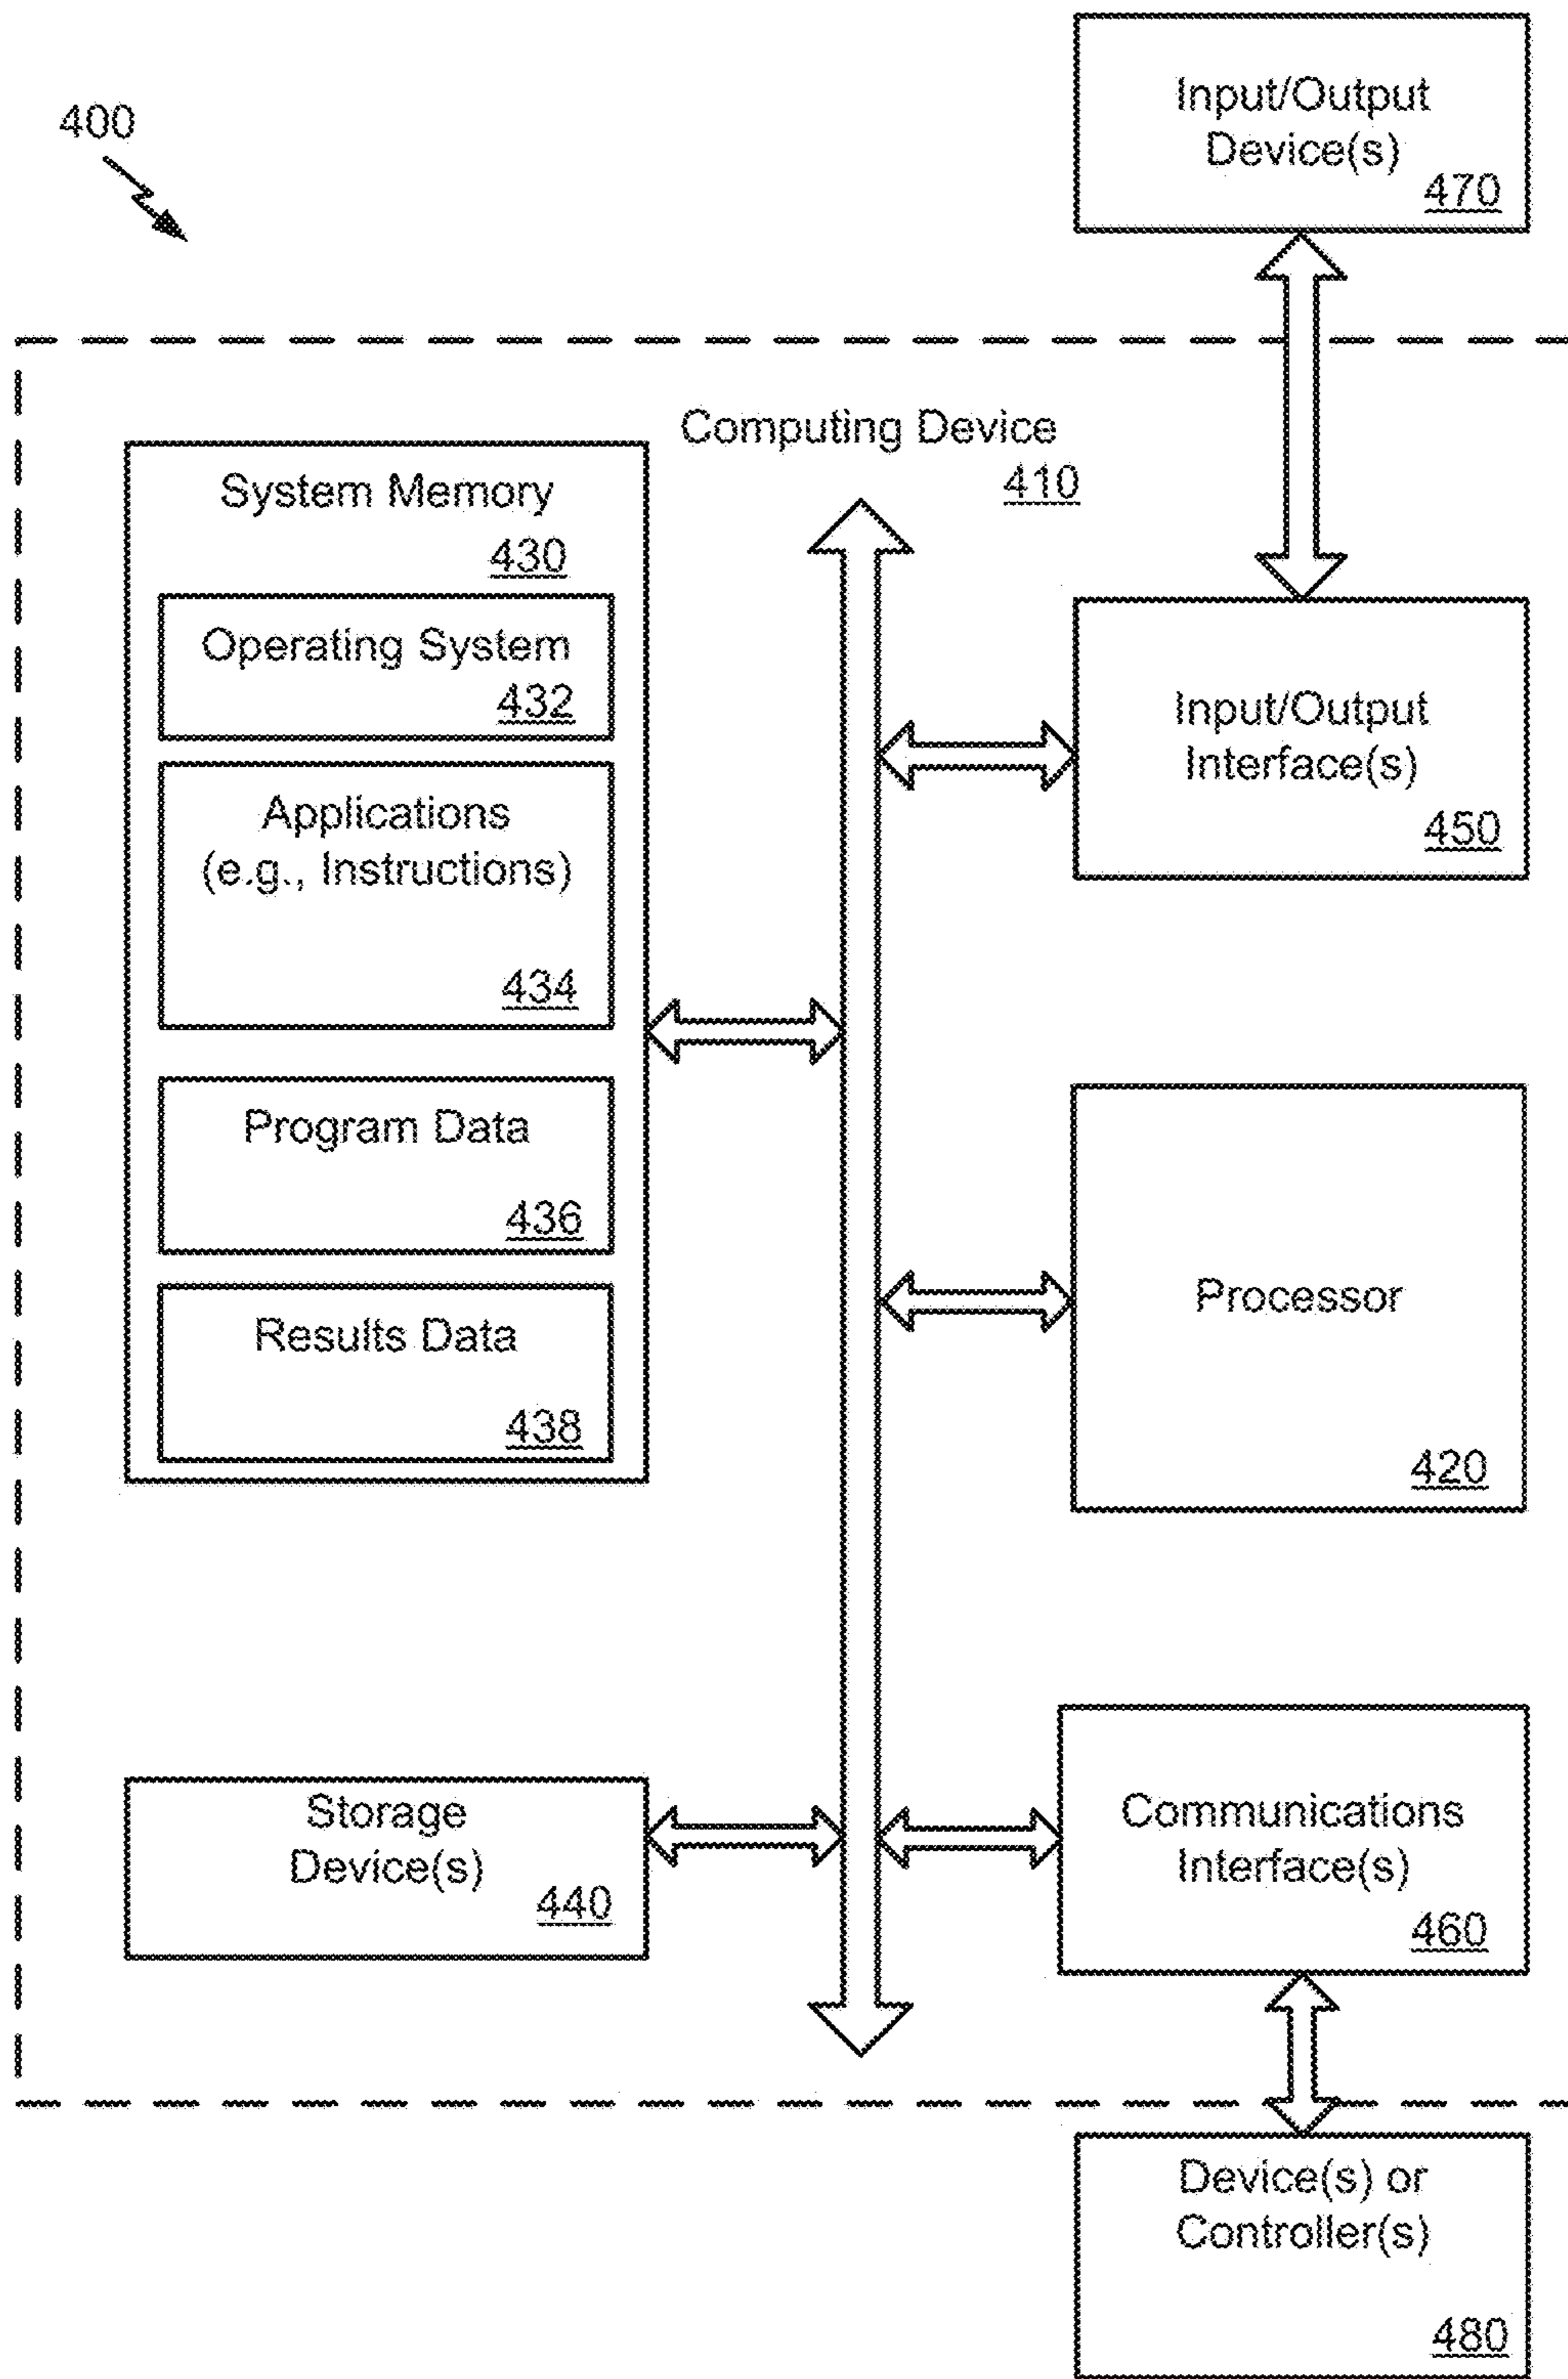 400
Input/Output
Device(s)
470
Computing Device
410
System Memory
430
Operating System
432
Applications
(e.g., Instructions)
434
Program Data
436
Results Data
438
Input/Output
Interface(s)
450
Processor
420
Storage
Device(s)
440
Communications
Interface(s)
460
Device(s) or
Controller(s)
480